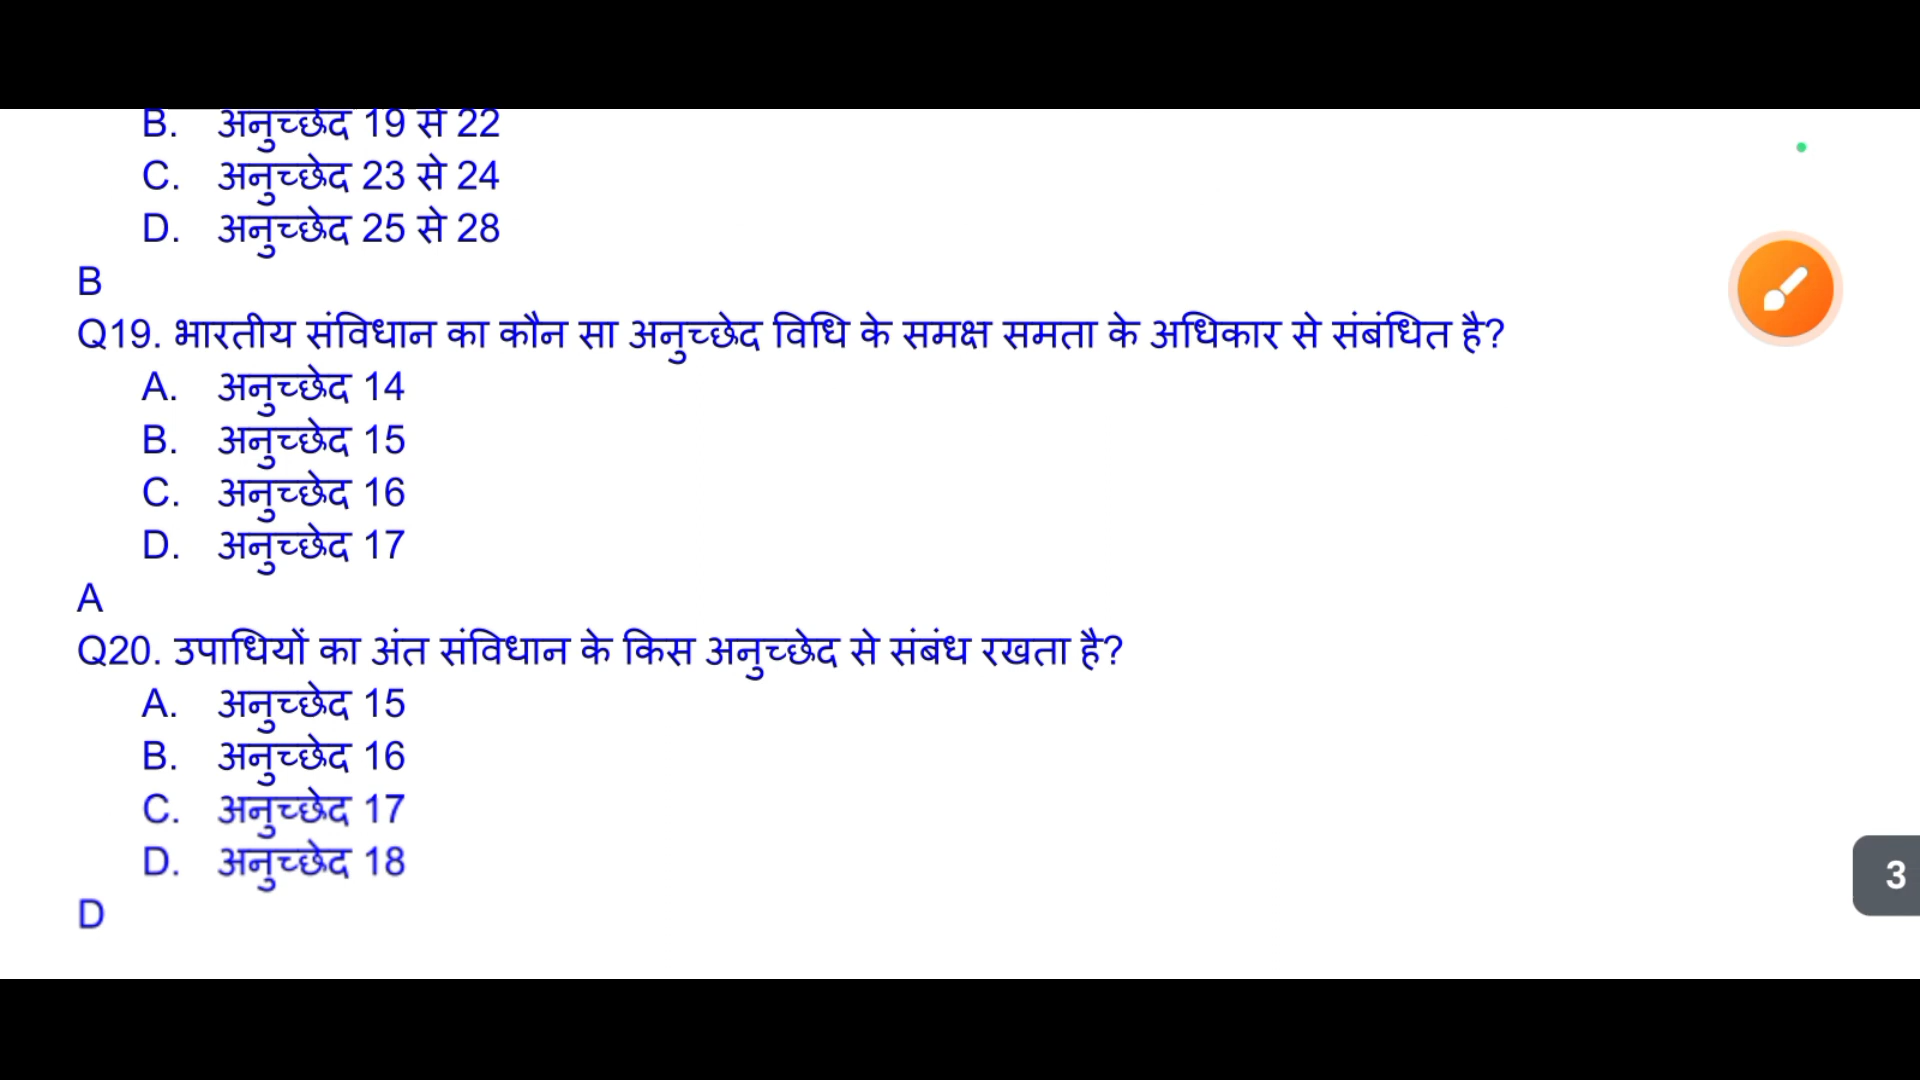 B. अनुच्छेद 19 से 22
C. अनुच्छेद 23 से 24
D. अनुच्छेद 25 से 28
B
Q19. भारतीय संविधान का कौन सा अनुच्छेद विधि के समक्ष समता के अधिकार से संबंधित है?
A. अनुच्छेद 14
B. अनुच्छेद 15
C. अनुच्छेद 16
D. अनुच्छेद 17
A
Q20. उपाधियों का अंत संविधान के किस अनुच्छेद से संबंध रखता है?
A. अनुच्छेद 15
B. अनुच्छेद 16
C. अनुच्छेद 17
D. अनुच्छेद 18
3
D